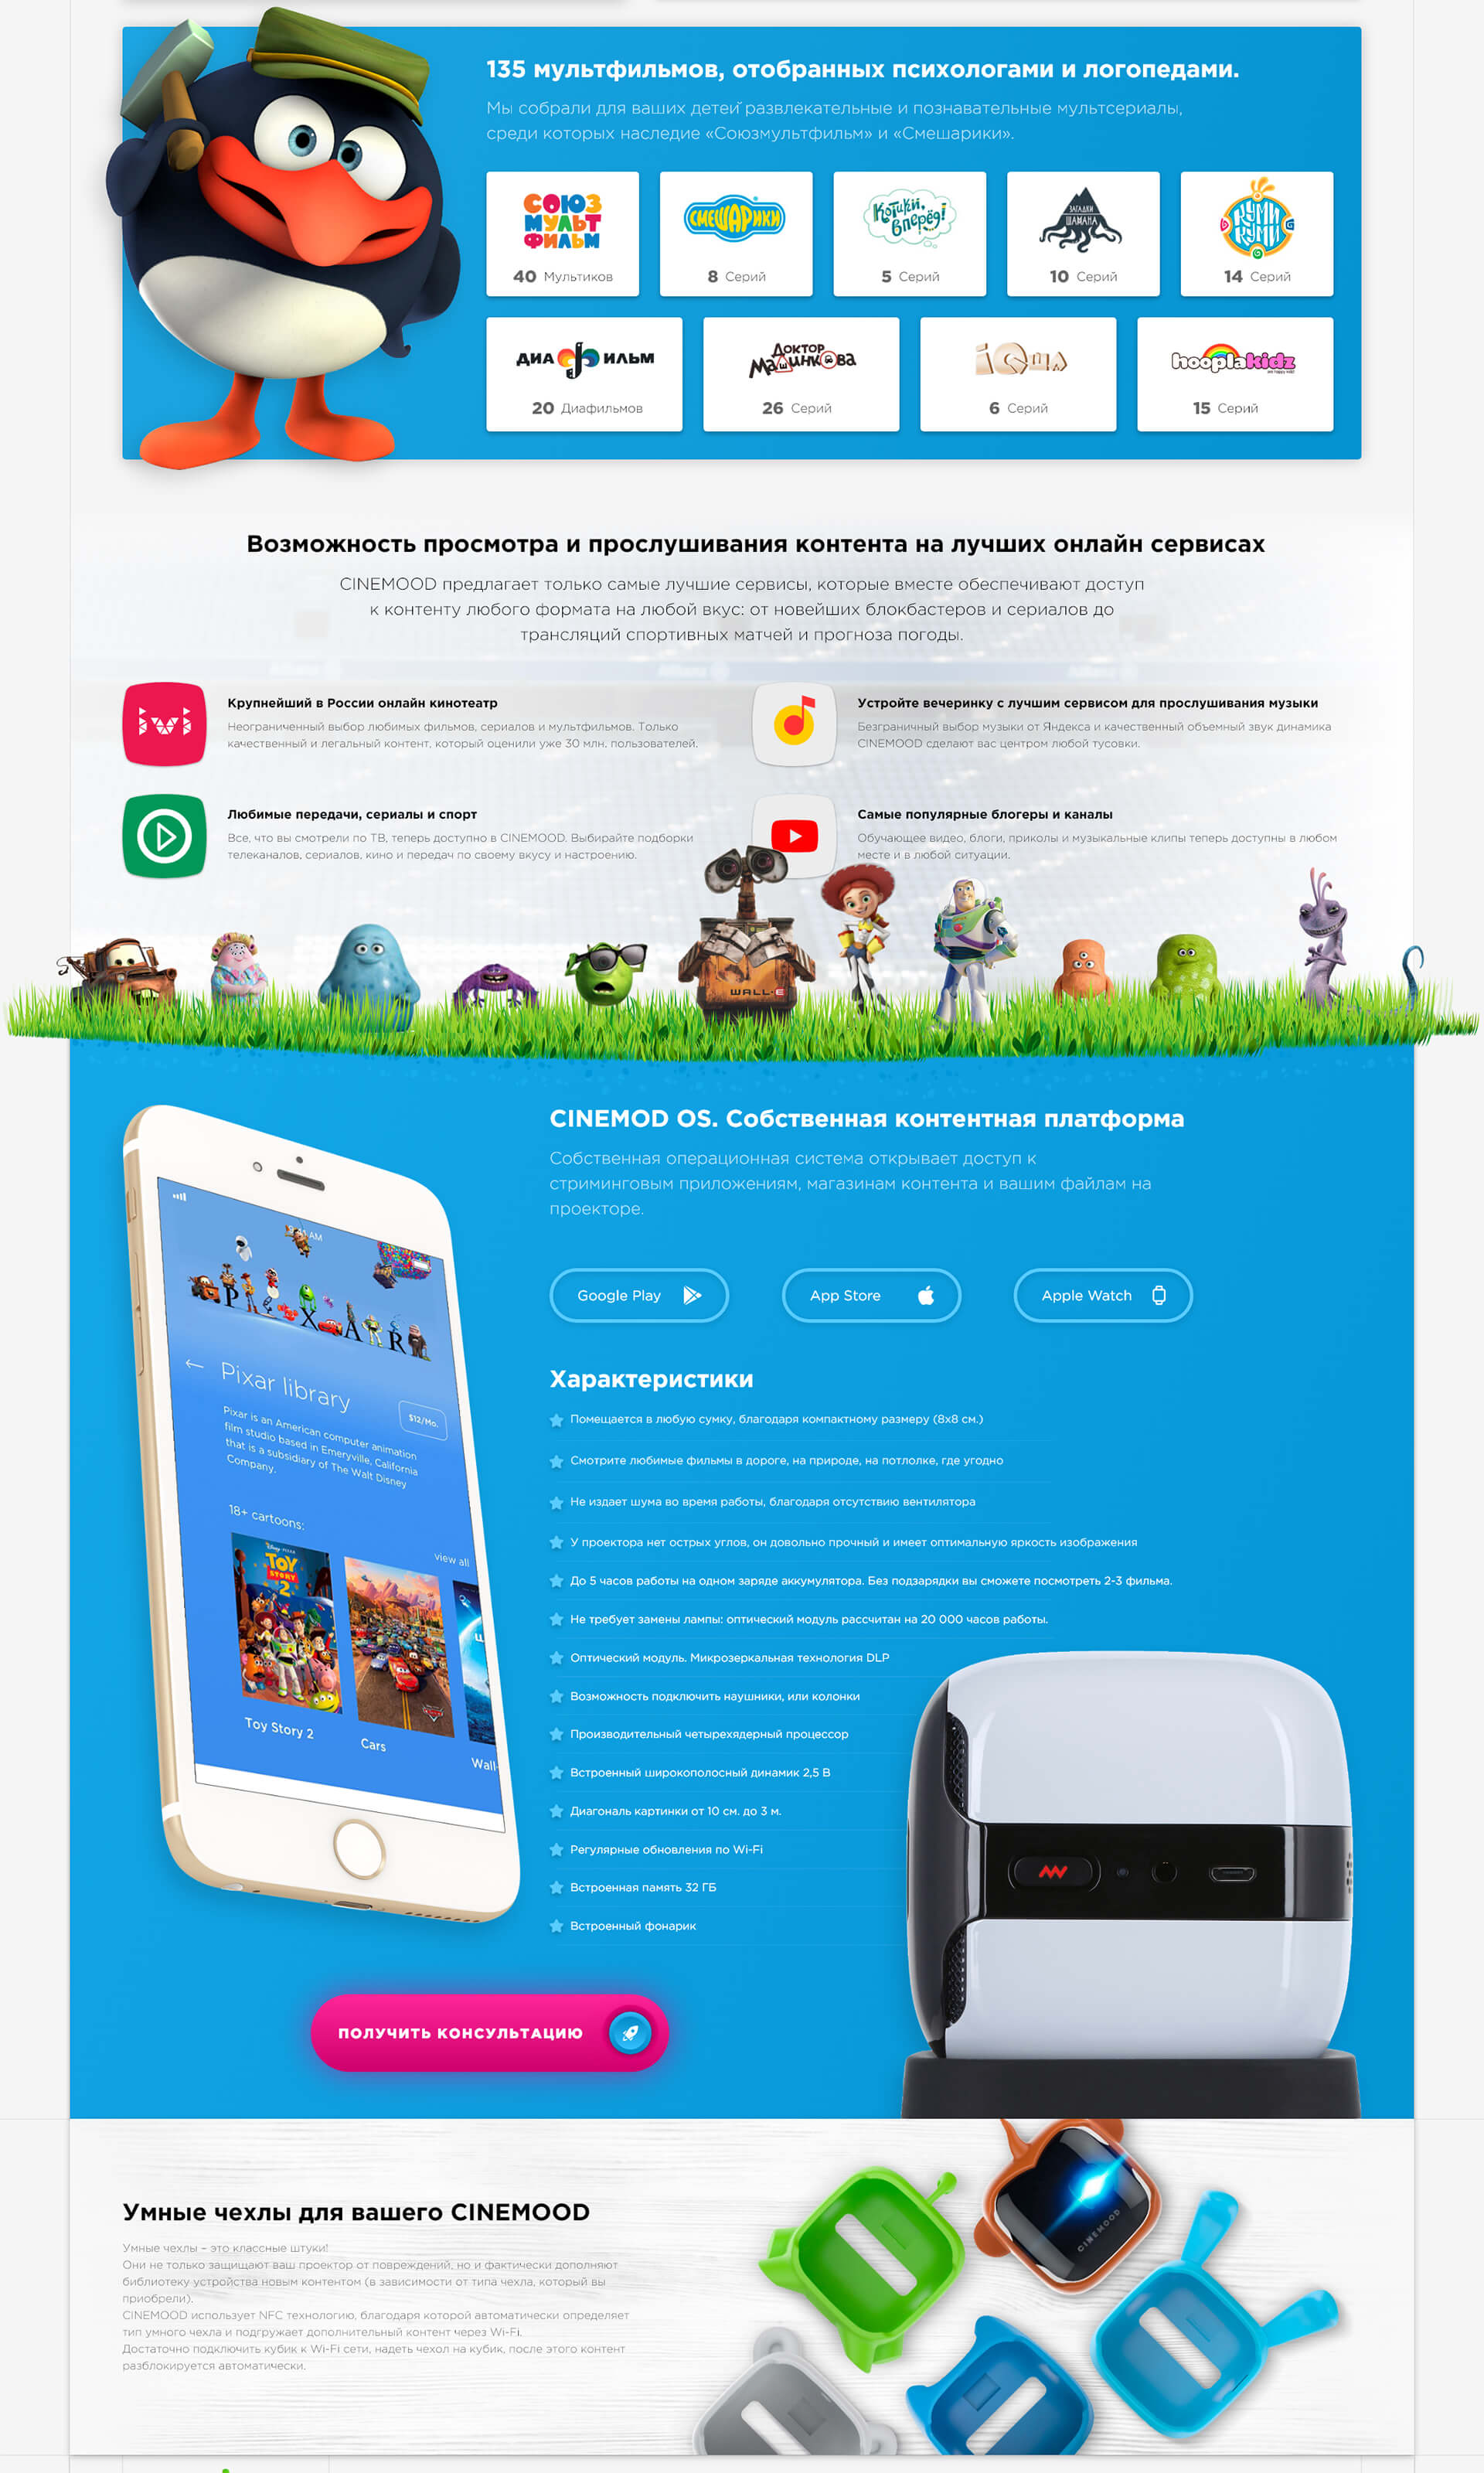 135 мультфильмов, отобранных психологами и логопедами.
Мы собрали для ваших детей развлекательные и познавательные мультсериалы,
среди которых наследие «Союзмультфильм» и «Смешарики».
СОЮЗ
МУЛЬТ
ФИЛЬМ
40 Мультиков
СМЕШАРИКИ
8 Серий
Котики,
вперёд!
5 Серий
ЗАГАДКИ
ШАМАНА
10 Серий
КУМИ
КУМИ
14 Серий
ДИАФИЛЬМ
20 Диафильмов
ДОКТОР
МАШИНКОВА
26 Серий
iQША
6 Серий
hooplakidz
15 Серий
Возможность просмотра и прослушивания контента на лучших онлайн сервисах
CINEMOOD предлагает только самые лучшие сервисы, которые вместе обеспечивают доступ
к контенту любого формата на любой вкус: от новейших блокбастеров и сериалов до
трансляций спортивных матчей и прогноза погоды.
ivi
Крупнейший в России онлайн кинотеатр
Неограниченный выбор любимых фильмов, сериалов и мультфильмов. Только
качественный и легальный контент, который оценили уже 30 млн. пользователей.
Устройте вечеринку с лучшим сервисом для прослушивания музыки
Безграничный выбор музыки от Яндекса и качественный объемный звук динамика
CINEMOOD сделают вас центром любой тусовки.
Любимые передачи, сериалы и спорт
Все, что вы смотрели по ТВ, теперь доступно в CINEMOOD. Выбирайте подборки
телеканалов, сериалов, кино и передач по своему вкусу и настроению.
Самые популярные блогеры и каналы
Обучающее видео, блоги, приколы и музыкальные клипы теперь доступны в любом
месте и в любой ситуации.
WALL-E
CINEMOD OS. Собственная контентная платформа
Собственная операционная система открывает доступ к
стриминговым приложениям, магазинам контента и вашим файлам на
проекторе.
Google Play
App Store
Apple Watch
AM
PIXAR
← Pixar library
$12/Mo.
Pixar is an American computer animation
film studio based in Emeryville, California
that is a subsidiary of The Walt Disney
Company.
18+ cartoons:
view all
TOY
STORY
2
Toy Story 2
Cars
Wall-
Характеристики
Помещается в любую сумку, благодаря компактному размеру (8х8 см.)
Смотрите любимые фильмы в дороге, на природе, на потлолке, где угодно
Не издает шума во время работы, благодаря отсутствию вентилятора
У проектора нет острых углов, он довольно прочный и имеет оптимальную яркость изображения
До 5 часов работы на одном заряде аккумулятора. Без подзарядки вы сможете посмотреть 2-3 фильма.
Не требует замены лампы: оптический модуль рассчитан на 20 000 часов работы.
Оптический модуль. Микрозеркальная технология DLP
Возможность подключить наушники, или колонки
Производительный четырехядерный процессор
Встроенный широкополосный динамик 2,5 В
Диагональ картинки от 10 см. до 3 м.
Регулярные обновления по Wi-Fi
Встроенная память 32 ГБ
Встроенный фонарик
ПОЛУЧИТЬ КОНСУЛЬТАЦИЮ
Умные чехлы для вашего CINEMOOD
Умные чехлы – это классные штуки!
Они не только защищают ваш проектор от повреждений, но и фактически дополняют
библиотеку устройства новым контентом (в зависимости от типа чехла, который вы
приобрели).
CINEMOOD использует NFC технологию, благодаря которой автоматически определяет
тип умного чехла и подгружает дополнительный контент через Wi-Fi.
Достаточно подключить кубик к Wi-Fi сети, надеть чехол на кубик, после этого контент
разблокируется автоматически.
CINEMOOD